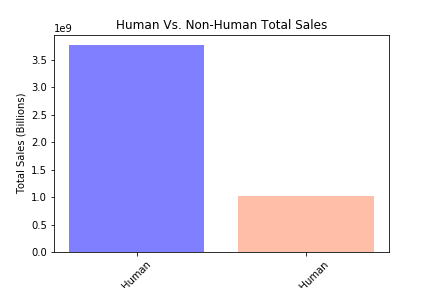 Human Vs. Non-Human Total Sales
1e9
Total Sales (Billions)
3.5
3.0
2.5
2.0
1.5
1.0
0.5
0.0
Human
Human